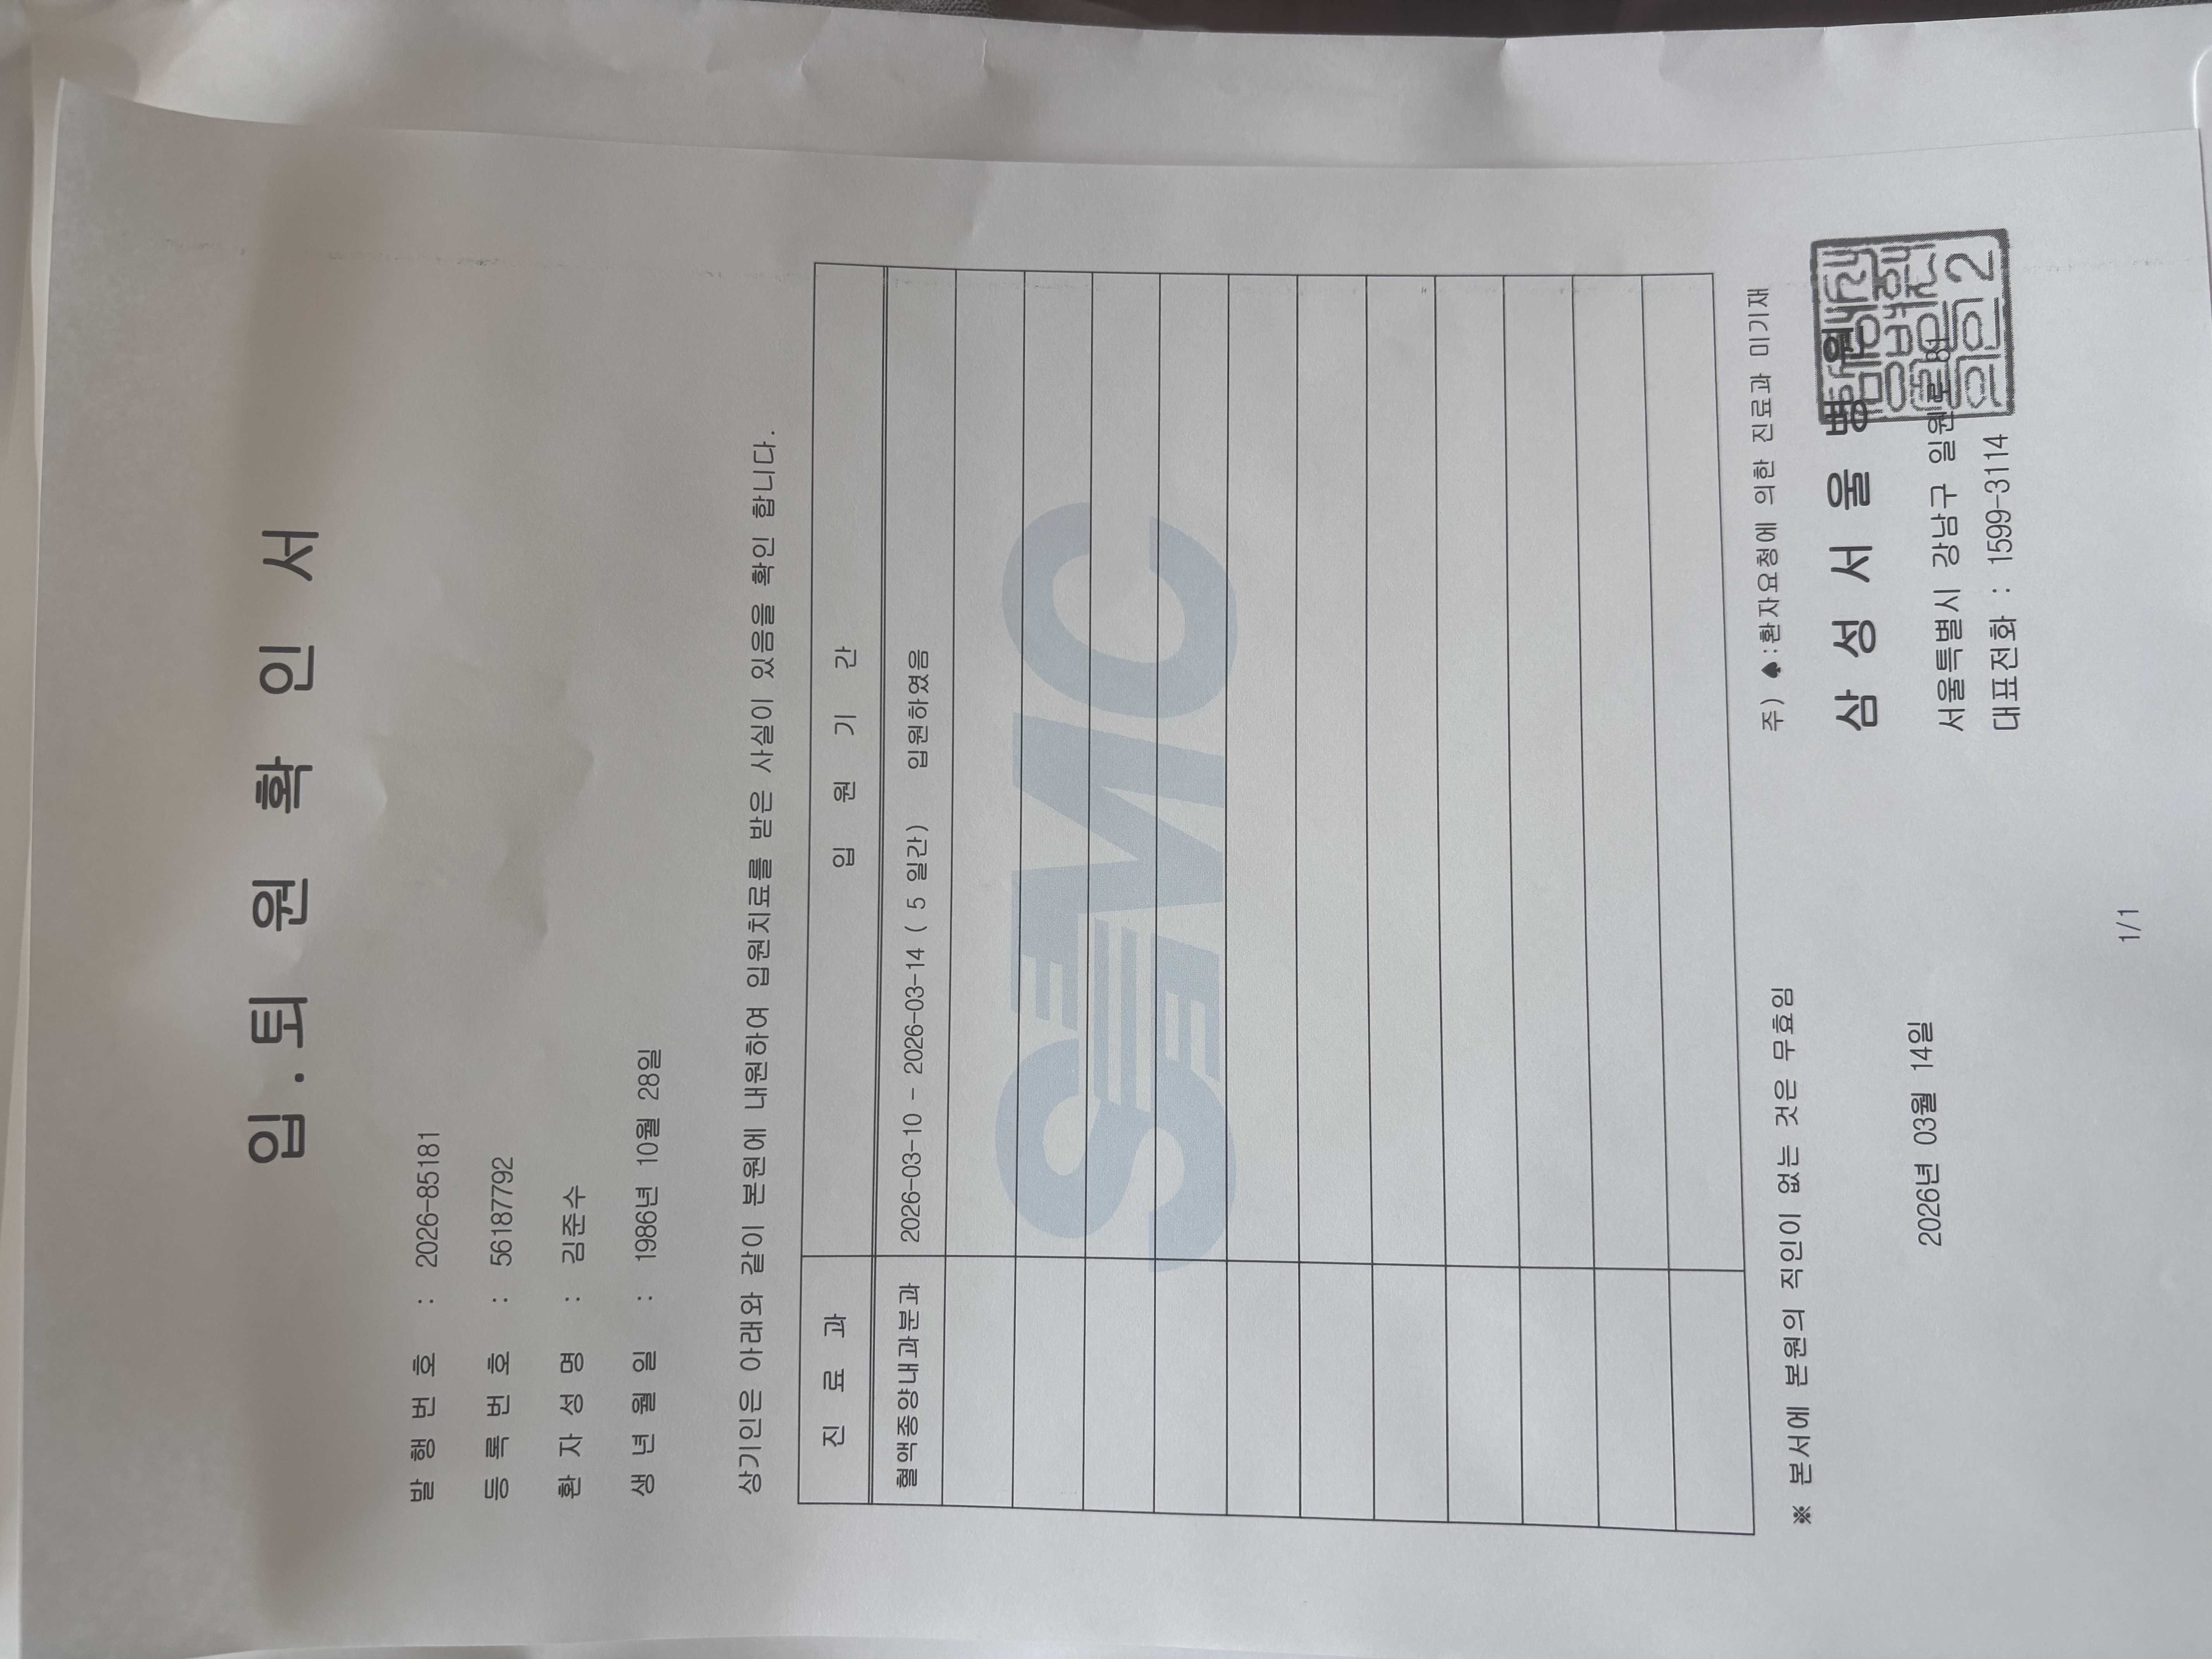 입.퇴 원 확 인 서
발 행 번 호 : 2026-85181
등 록 번 호 : 56187792
환 자 성 명 : 김준수
생 년 월 일 : 1986년 10월 28일
상기인은 아래와 같이 본원에 내원하여 입원치료를 받은 사실이 있음을 확인 합니다.
진 료 과 입 원 기 간
혈액종양내과분과 2026-03-10 - 2026-03-14 ( 5 일간) 입원하였음
SMC
※ 본서에 본원의 직인이 없는 것은 무효임
주) ♠:환자요청에 의한 진료과 미기재
2026년 03월 14일
삼 성 서 울 병 원
서울특별시 강남구 일원로 81
대표전화 : 1599-3114
1/1